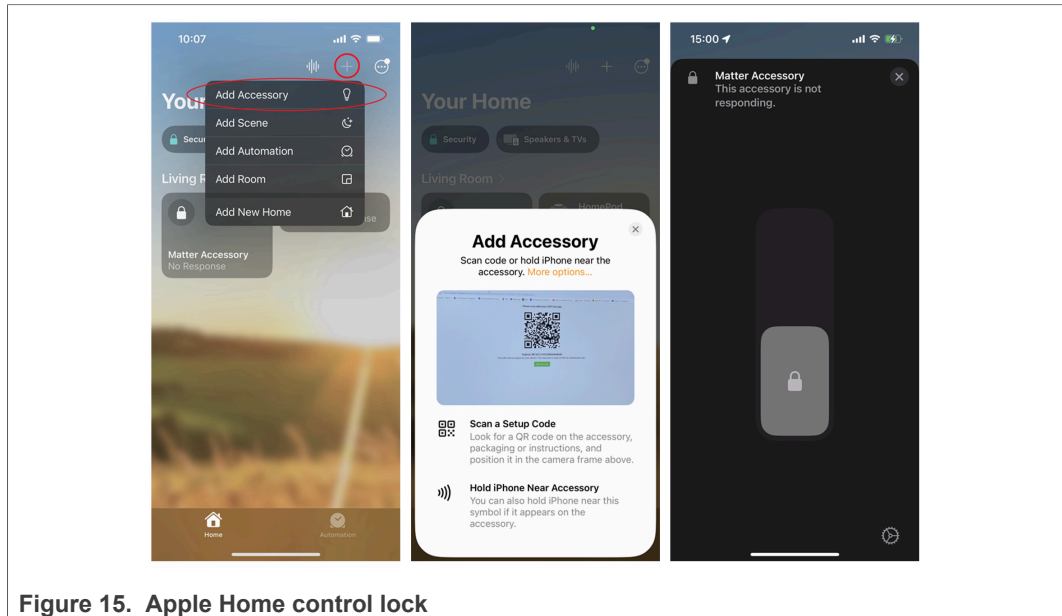 10:07
Add Accessory
Your
Add Scene
Secu
Add Automation
Living R
Add Room
Add New Home
Matter Accessory
No Response
Home
Automation
Your Home
Security
Speakers & TVs
Living Room >
HomePod
Add Accessory
Scan code or hold iPhone near the
accessory. More options...
Scan a Setup Code
Look for a QR code on the accessory,
packaging or instructions, and
position it in the camera frame above.
Hold iPhone Near Accessory
You can also hold iPhone near this
symbol if it appears on the
accessory.
15:00
Matter Accessory
This accessory is not
responding.
Figure 15. Apple Home control lock